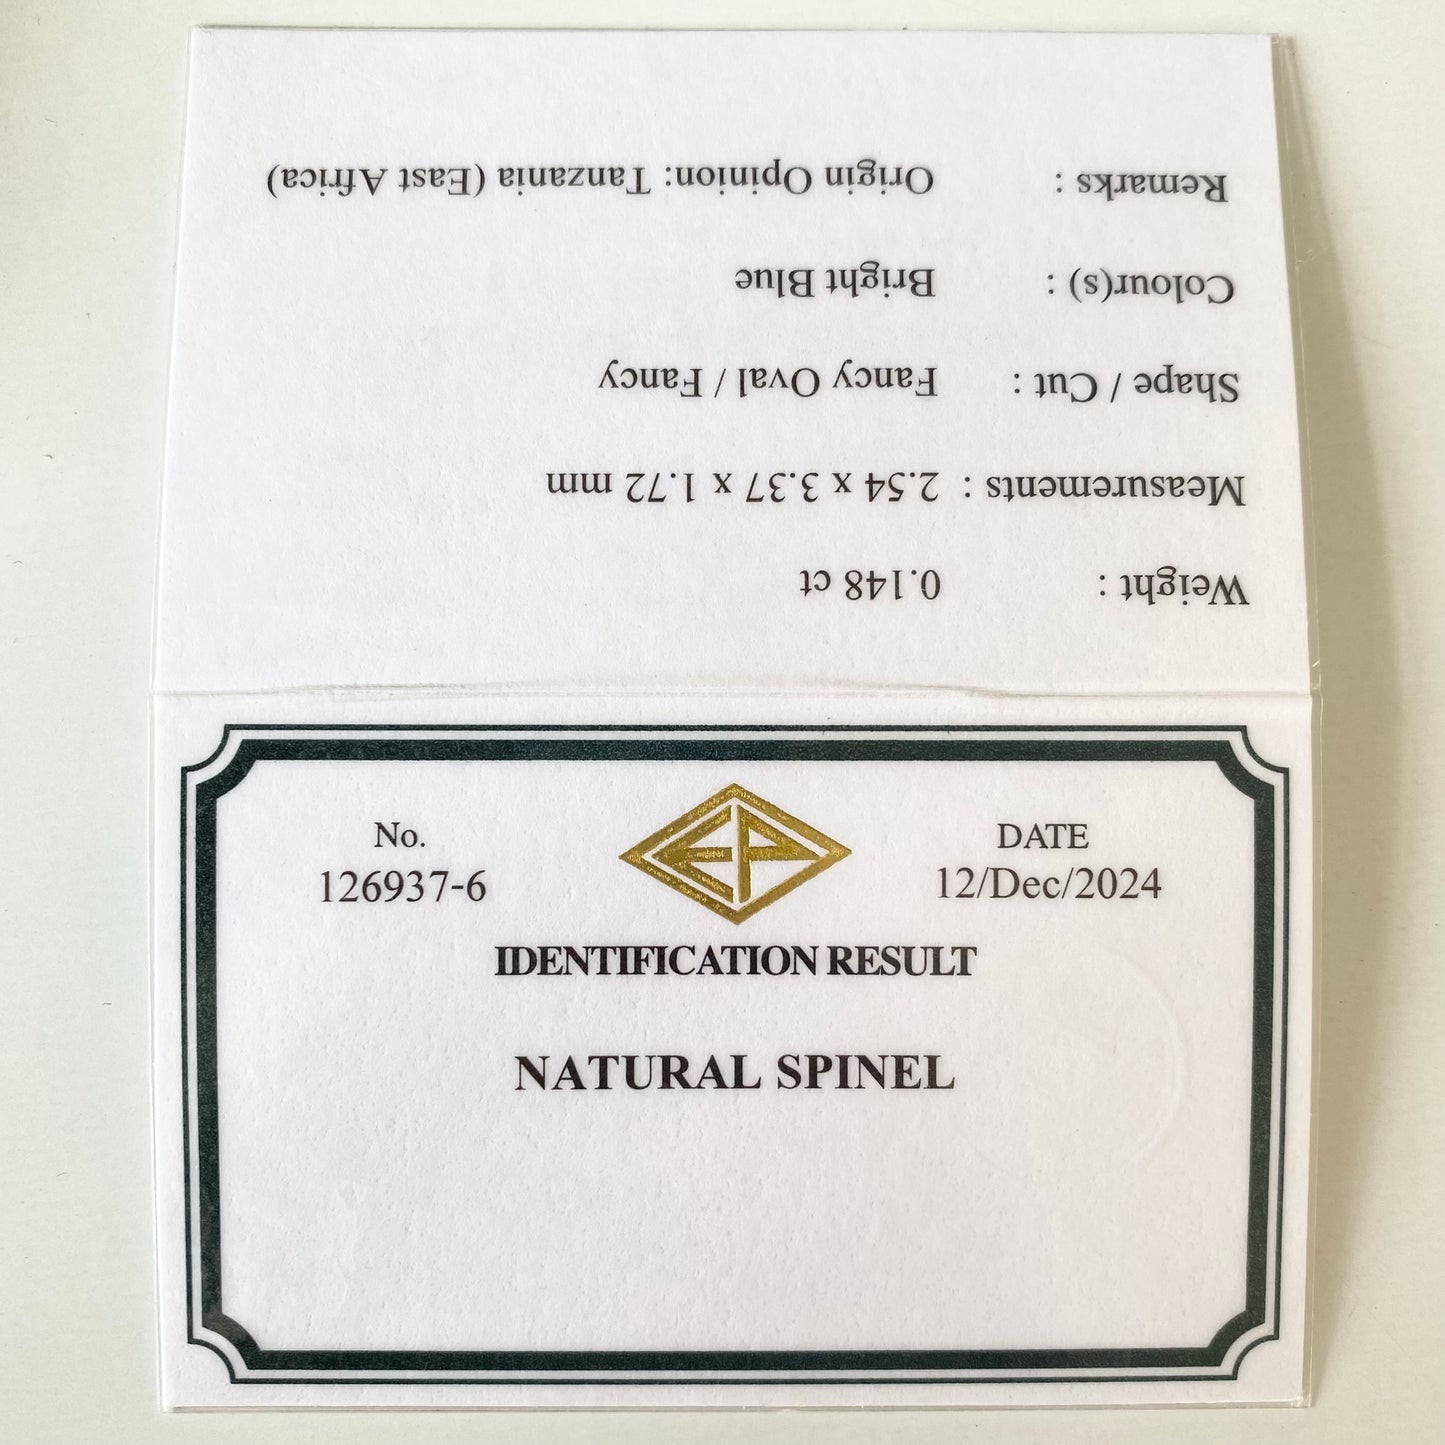 Weight : 0.148 ct
Measurements : 2.54 x 3.37 x 1.72 mm
Shape / Cut : Fancy Oval / Fancy
Colour(s) : Bright Blue
Remarks : Origin Opinion: Tanzania (East Africa)
No.
126937-6
EP
DATE
12/Dec/2024
IDENTIFICATION RESULT
NATURAL SPINEL